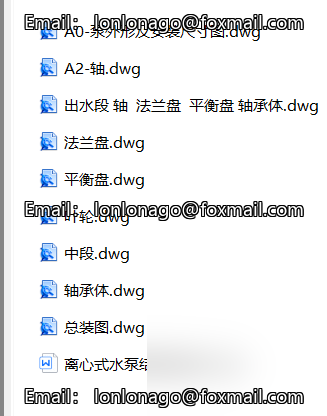 Email: lonlonago@foxmail.com
A0-泵外形及安装尺寸图.dwg
A2-轴.dwg
出水段 轴 法兰盘 平衡盘 轴承体.dwg
法兰盘.dwg
平衡盘.dwg
Email: lonlonago@foxmail.com
叶轮.dwg
中段.dwg
轴承体.dwg
总装图.dwg
离心式水泵
Email: lonlonago@foxmail.com